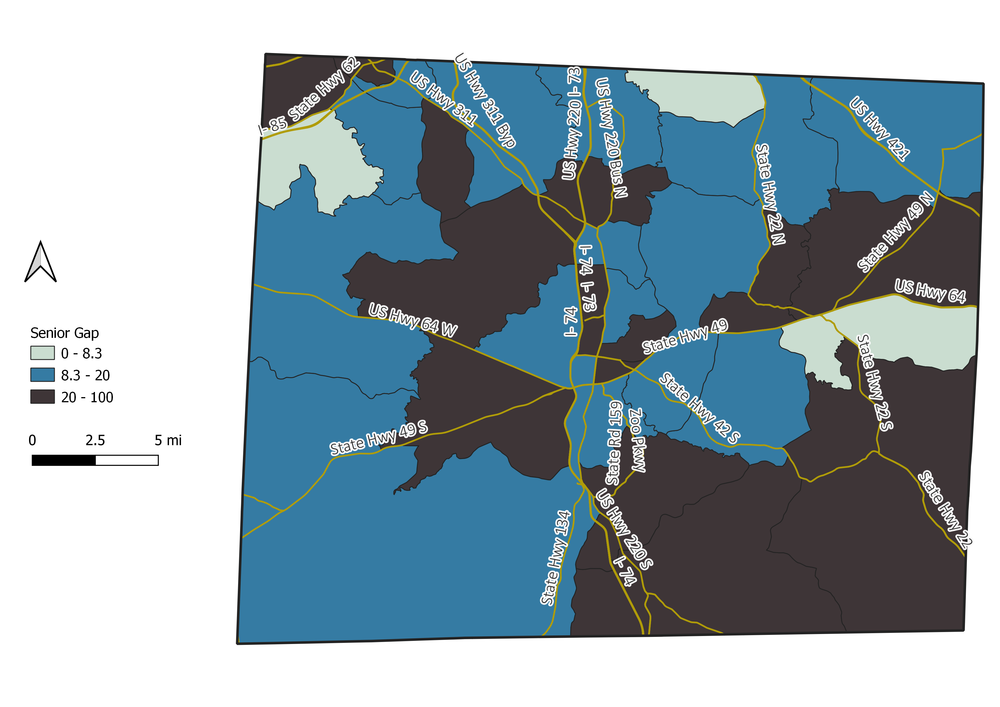 State Hwy 62
I- 85
US Hwy 311
US Hwy 311 Byp
US Hwy 220
I- 73
US Hwy 220 Bus N
State Hwy 22 N
US Hwy 421
State Hwy 49 N
US Hwy 64
I- 74
I- 73
I- 74
US Hwy 64 W
State Hwy 49
Senior Gap
0 - 8.3
8.3 - 20
20 - 100
0 2.5 5 mi
State Hwy 49 S
State Rd 159
Zoo Pkwy
State Hwy 42 S
State Hwy 22 S
State Hwy 22
State Hwy 134
US Hwy 220 S
I- 74